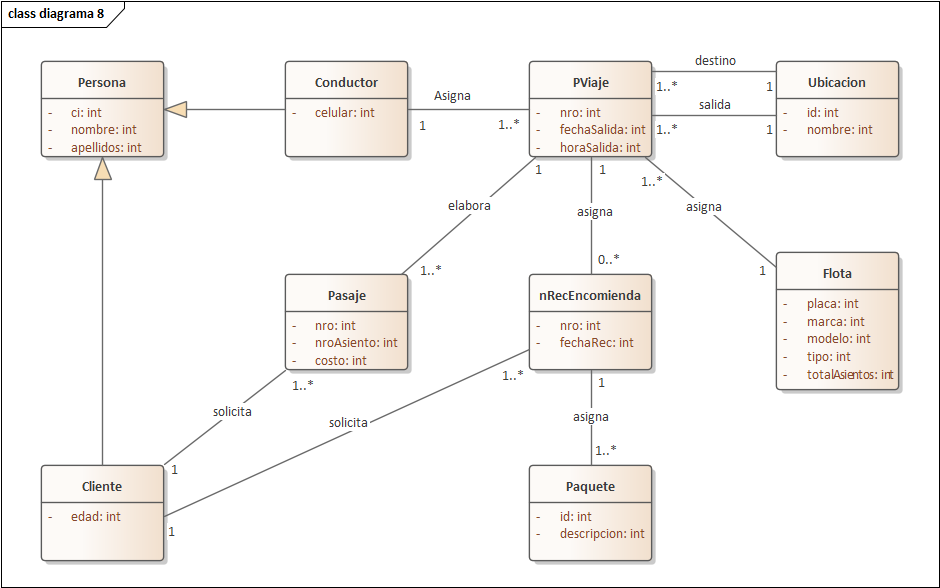 class diagrama 8
Persona
- ci: int
- nombre: int
- apellidos: int
Conductor
- celular: int
Asigna
1
1..*
PViaje
- nro: int
- fechaSalida: int
- horaSalida: int
destino
1..*
1
salida
1..*
1
Ubicacion
- id: int
- nombre: int
1
elabora
1..*
1
asigna
0..*
1..*
asigna
1
Flota
- placa: int
- marca: int
- modelo: int
- tipo: int
- totalAsientos: int
Pasaje
- nro: int
- nroAsiento: int
- costo: int
nRecEncomienda
- nro: int
- fechaRec: int
1..*
solicita
1
1..*
solicita
1
1
asigna
1..*
Cliente
- edad: int
Paquete
- id: int
- descripcion: int